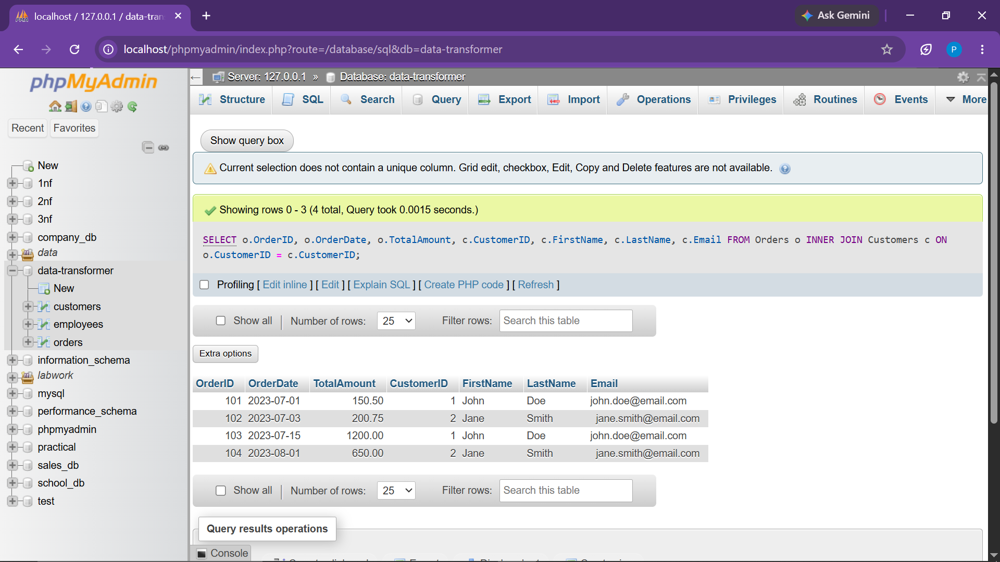 localhost / 127.0.0.1 / data-tran
Ask Gemini
localhost/phpmyadmin/index.php?route=/database/sql&db=data-transformer
P
phpMyAdmin
Recent
Favorites
New
1nf
2nf
3nf
company_db
data
data-transformer
New
customers
employees
orders
information_schema
labwork
mysql
performance_schema
phpmyadmin
practical
sales_db
school_db
test
Server: 127.0.0.1 » Database: data-transformer
Structure SQL Search Query Export Import Operations Privileges Routines Events More
Show query box
Current selection does not contain a unique column. Grid edit, checkbox, Edit, Copy and Delete features are not available.
Showing rows 0 - 3 (4 total, Query took 0.0015 seconds.)
SELECT o.OrderID, o.OrderDate, o.TotalAmount, c.CustomerID, c.FirstName, c.LastName, c.Email FROM Orders o INNER JOIN Customers c ON
o.CustomerID = c.CustomerID;
Profiling [ Edit inline ] [ Edit ] [ Explain SQL ] [ Create PHP code ] [ Refresh ]
Show all Number of rows: 25 Filter rows: Search this table
Extra options
OrderID OrderDate TotalAmount CustomerID FirstName LastName Email
101 2023-07-01 150.50 1 John Doe john.doe@email.com
102 2023-07-03 200.75 2 Jane Smith jane.smith@email.com
103 2023-07-15 1200.00 1 John Doe john.doe@email.com
104 2023-08-01 650.00 2 Jane Smith jane.smith@email.com
Show all Number of rows: 25 Filter rows: Search this table
Query results operations
Console